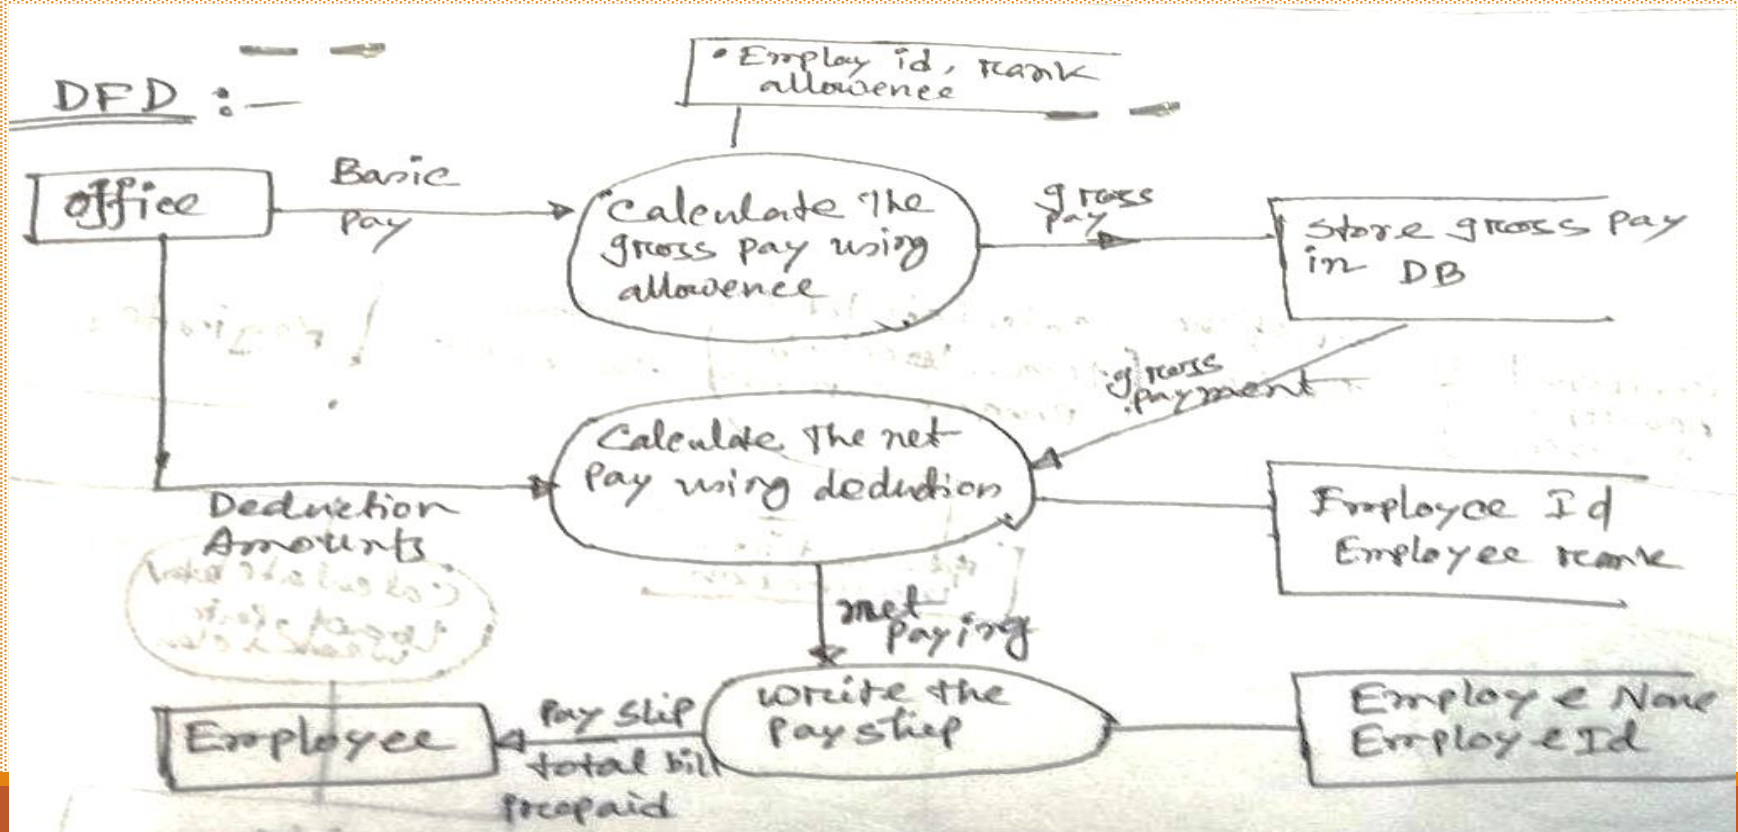 DFD :-
• Employ id, rank
allowence
office
Basic
pay
Calculate The
gross pay using
allowence
gross
pay
Store gross pay
in DB
gross
payment
Calculate The net
Pay using dedudion
Deduction
Amounts
Employee Id
Employee rank
net
Paying
write the
pay sliep
Employe Name
Employe Id
Employee
Pay slip
total bill
prepaid